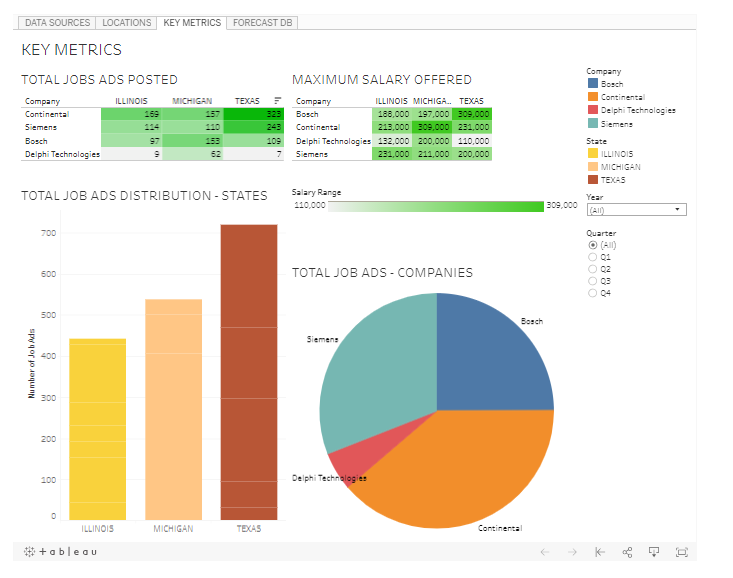 DATA SOURCES LOCATIONS KEY METRICS FORECAST DB
KEY METRICS
TOTAL JOBS ADS POSTED
Company ILLINOIS MICHIGAN TEXAS
Continental 169 157 323
Siemens 114 110 243
Bosch 97 153 109
Delphi Technologies 9 62 7
MAXIMUM SALARY OFFERED
Company ILLINOIS MICHIGA.. TEXAS
Bosch 188,000 197,000 309,000
Continental 213,000 309,000 231,000
Delphi Technologies 132,000 200,000 110,000
Siemens 231,000 211,000 200,000
Salary Range
110,000 309,000
TOTAL JOB ADS DISTRIBUTION - STATES
Number of Job Ads
700
600
500
400
300
200
100
0
ILLINOIS MICHIGAN TEXAS
TOTAL JOB ADS - COMPANIES
Bosch
Siemens
Delphi Technologies
Continental
Company
Bosch
Continental
Delphi Technologies
Siemens
State
ILLINOIS
MICHIGAN
TEXAS
Year
(All)
Quarter
(All)
Q1
Q2
Q3
Q4
+ a b l e a u